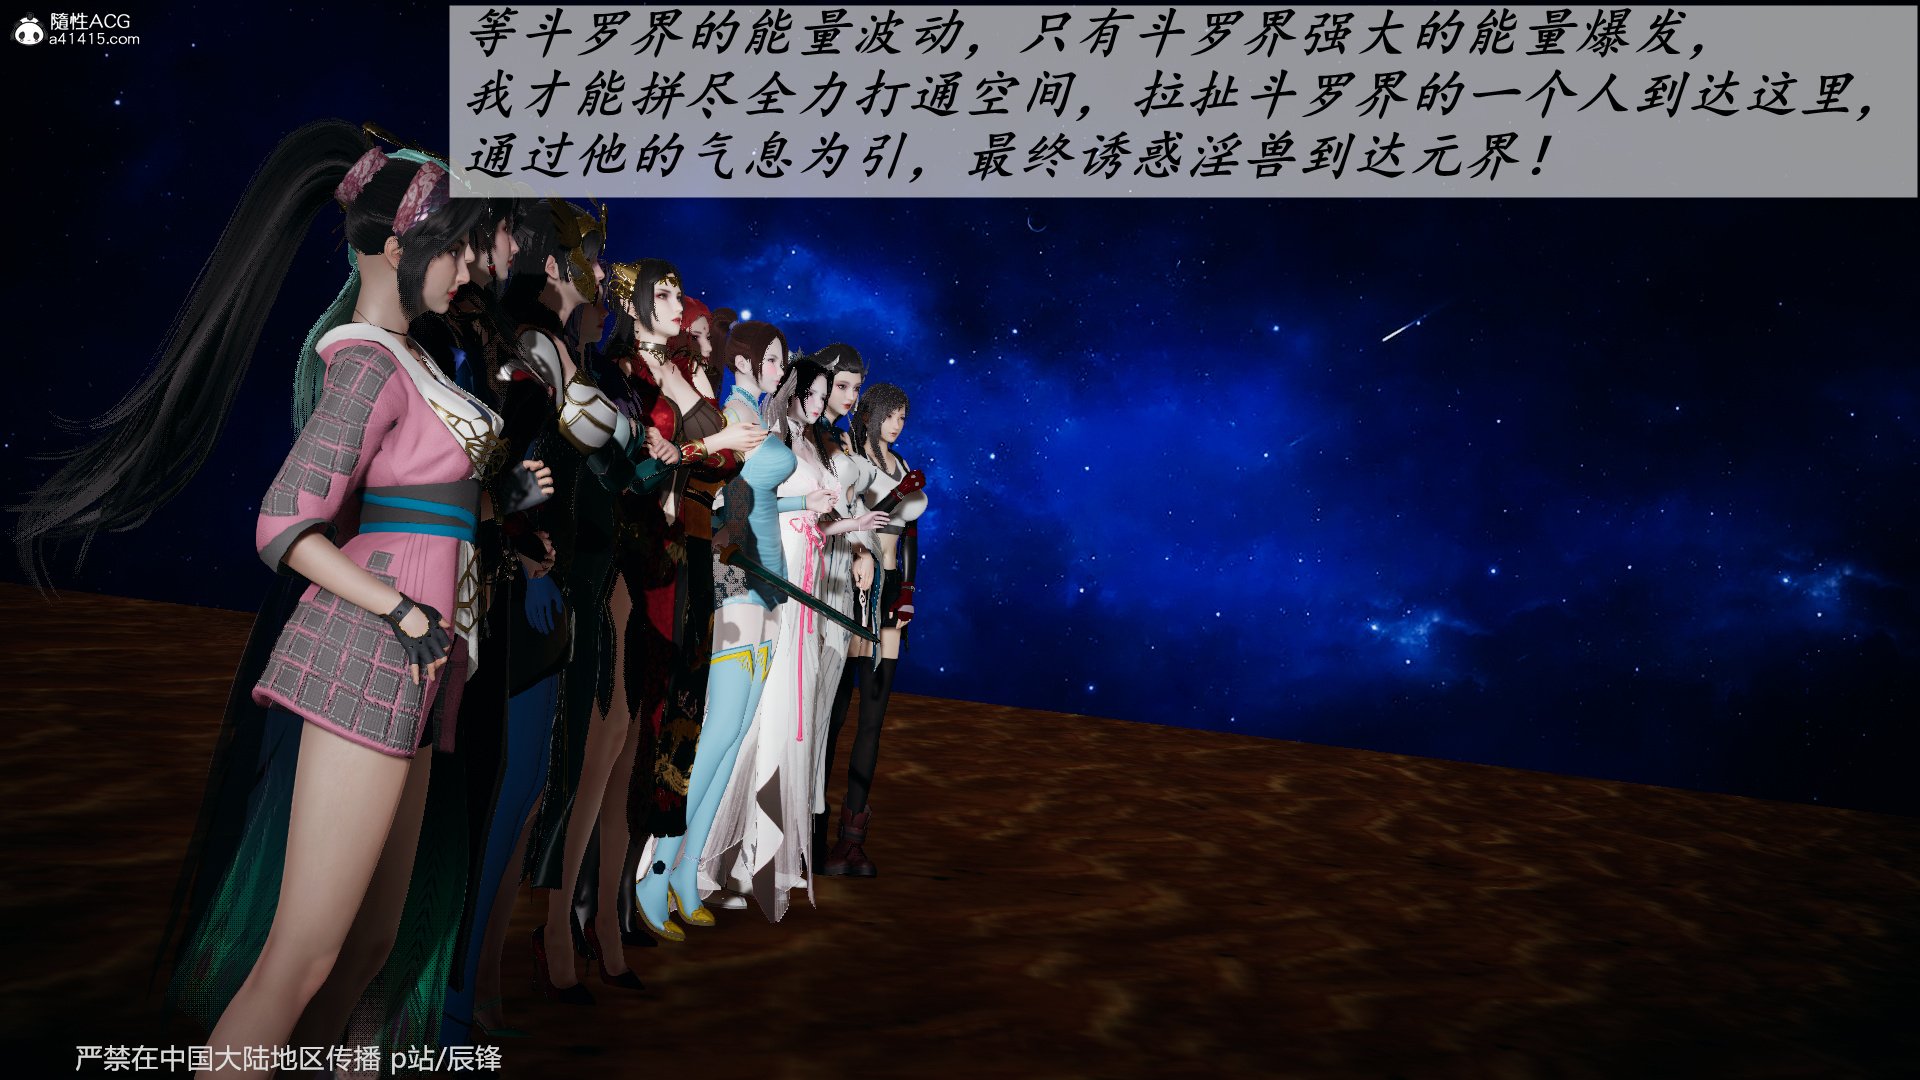 隨性ACG
a41415.com
等斗罗界的能量波动，只有斗罗界强大的能量爆发，
我才能拼尽全力打通空间，拉扯斗罗界的一个人到达这里，
通过他的气息为引，最终诱惑淫兽到达元界！
严禁在中国大陆地区传播 p站/辰锋